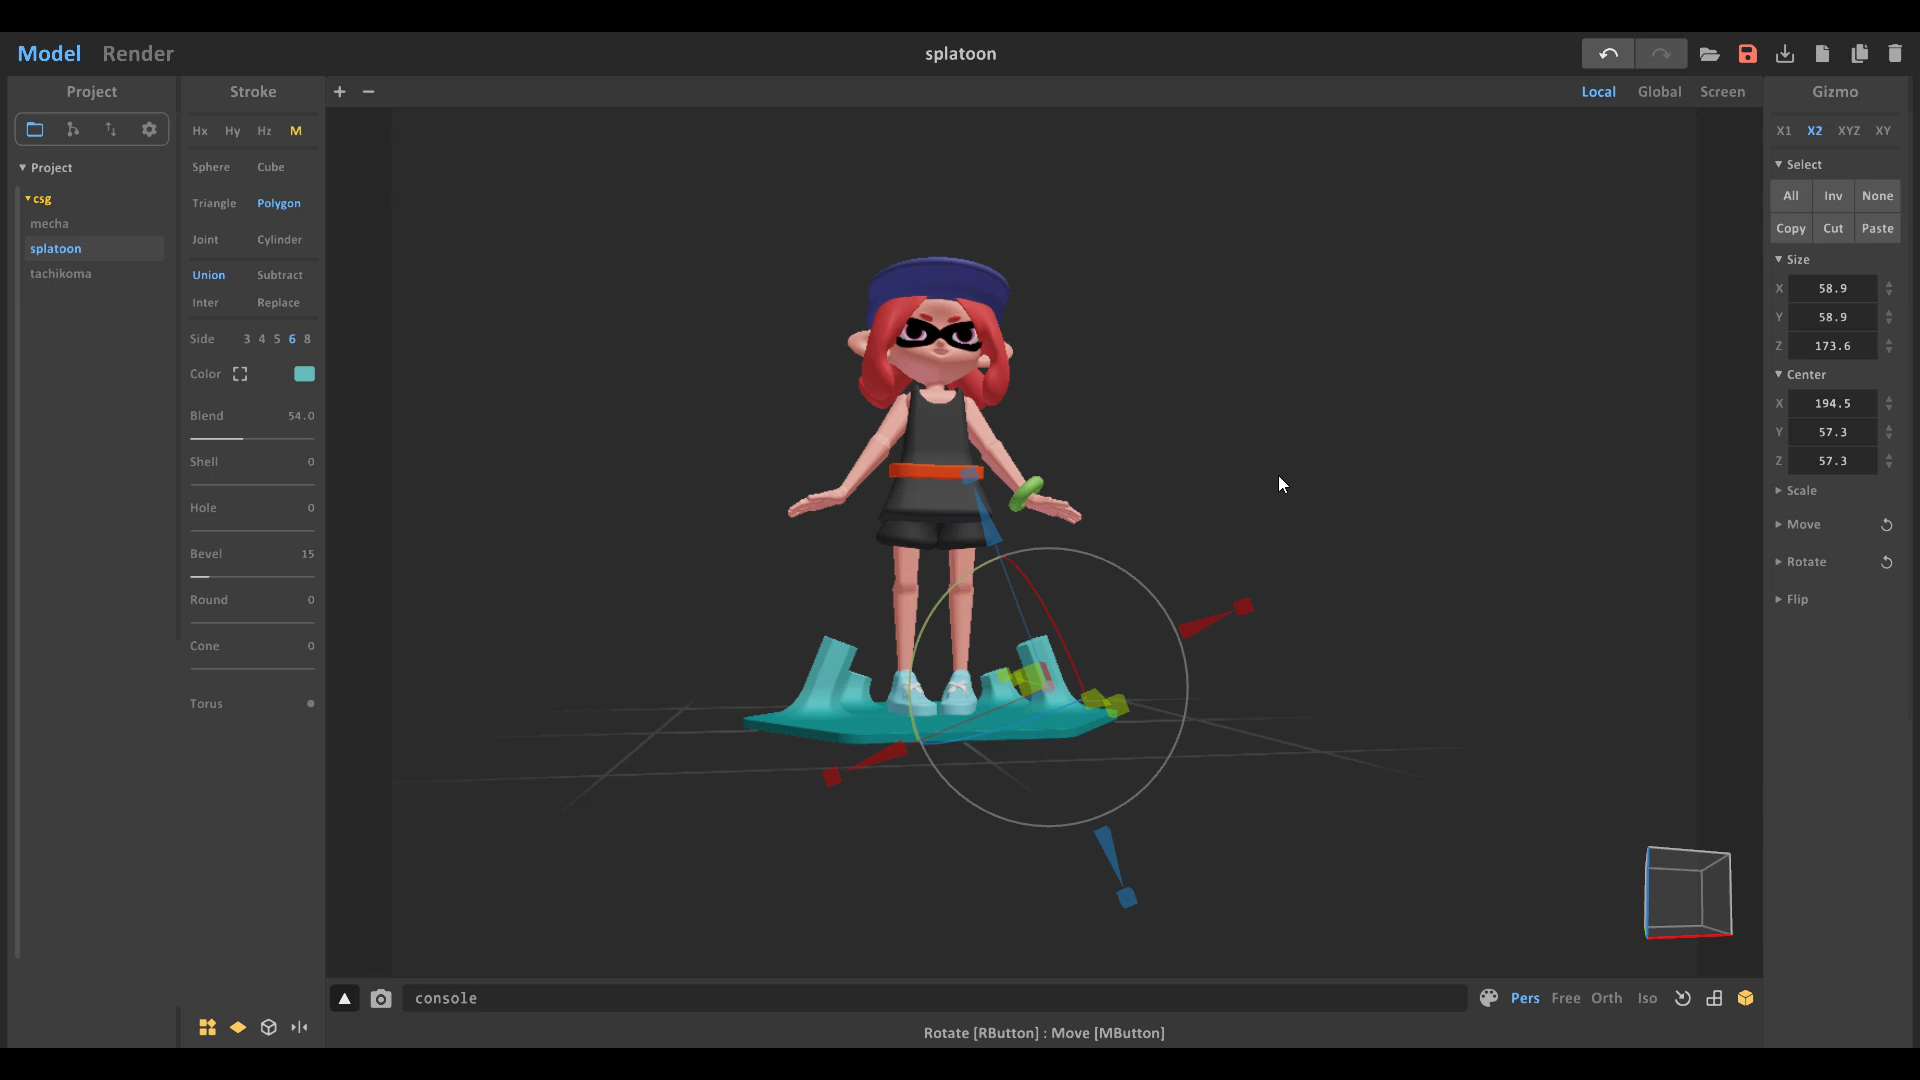 Model Render splatoon
Project Stroke + − Local Global Screen Gizmo
Hx Hy Hz M X1 X2 XYZ XY
Project
Sphere Cube
Select
csg
All Inv None
mecha
Triangle Polygon
Copy Cut Paste
splatoon
Joint Cylinder
Size
tachikoma
Union Subtract
X 58.9
Inter Replace
Y 58.9
Side 3 4 5 6 8
Z 173.6
Color
Center
Blend 54.0
X 194.5
Y 57.3
Shell 0
Z 57.3
Scale
Hole 0
Move
Bevel 15
Rotate
Round 0
Flip
Cone 0
Torus
console
Pers Free Orth Iso
Rotate [RButton] : Move [MButton]